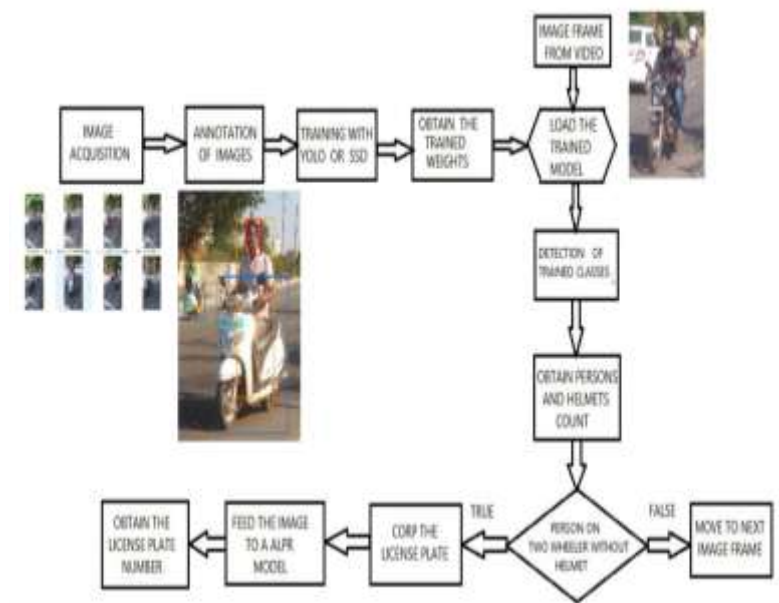 IMAGE FRAME
FROM VIDEO
IMAGE
ACQUISITION
ANNOTATION
OF IMAGES
TRAINING WITH
YOLO OR SSD
OBTAIN THE
TRAINED
WEIGHTS
LOAD THE
TRAINED
MODEL
DETECTION OF
TRAINED CLASSES
OBTAIN PERSONS
AND HELMETS
COUNT
PERSON ON
TWO WHEELER WITHOUT
HELMET
TRUE
FALSE
CORP THE
LICENSE PLATE
FEED THE IMAGE
TO A ALPR
MODEL
OBTAIN THE
LICENSE PLATE
NUMBER
MOVE TO NEXT
IMAGE FRAME